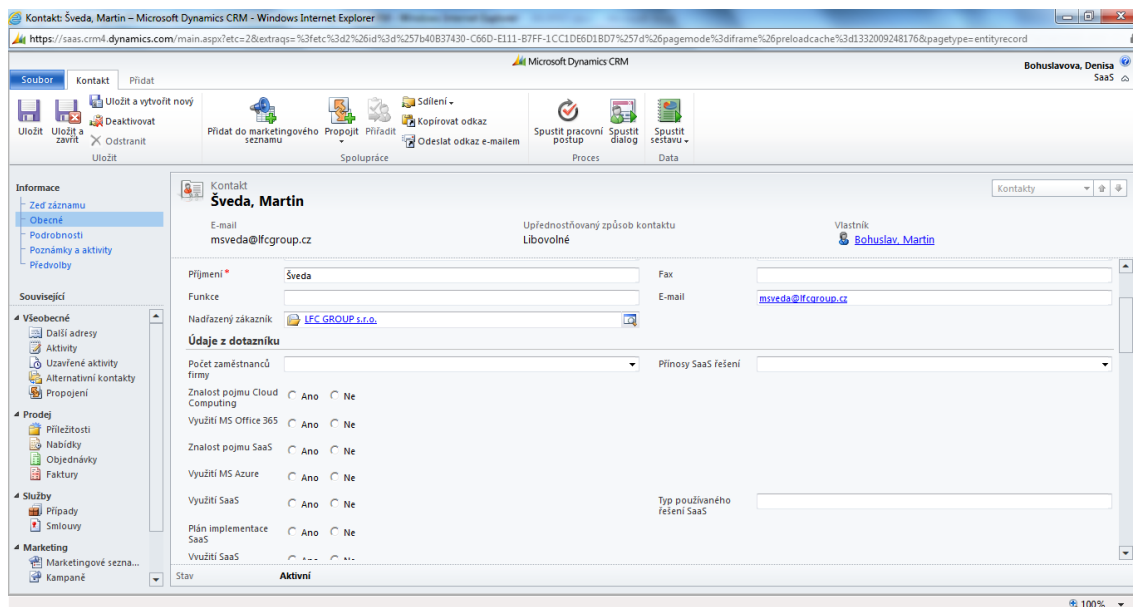 Kontakt: Šveda, Martin – Microsoft Dynamics CRM - Windows Internet Explorer
https://saas.crm4.dynamics.com/main.aspx?etc=2&extraqs=%3fetc%3d2%26id%3d%257b40B37430-C66D-E111-B7FF-1CC1DE6D1BD7%257d%26pagemode%3diframe%26preloadcache%3d1332009248176&pagetype=entityrecord
Microsoft Dynamics CRM
Bohuslavova, Denisa
SaaS
Soubor Kontakt Přidat
Uložit
Uložit a zavřít
Uložit a vytvořit nový
Deaktivovat
Odstranit
Uložit
Přidat do marketingového seznamu
Propojit
Přiřadit
Sdílení
Kopírovat odkaz
Odeslat odkaz e-mailem
Spolupráce
Spustit pracovní postup
Spustit dialog
Proces
Spustit sestavu
Data
Informace
Zeď záznamu
Obecné
Podrobnosti
Poznámky a aktivity
Předvolby
Související
Všeobecné
Další adresy
Aktivity
Uzavřené aktivity
Alternativní kontakty
Propojení
Prodej
Příležitosti
Nabídky
Objednávky
Faktury
Služby
Případy
Smlouvy
Marketing
Marketingové sezna...
Kampaně
Kontakt
Šveda, Martin
Kontakty
E-mail
msveda@lfcgroup.cz
Upřednostňovaný způsob kontaktu
Libovolné
Vlastník
Bohuslav, Martin
Příjmení * Šveda
Fax
Funkce
E-mail msveda@lfcgroup.cz
Nadřazený zákazník LFC GROUP s.r.o.
Údaje z dotazníku
Počet zaměstnanců firmy
Přínosy SaaS řešení
Znalost pojmu Cloud Computing Ano Ne
Využití MS Office 365 Ano Ne
Znalost pojmu SaaS Ano Ne
Využití MS Azure Ano Ne
Využití SaaS Ano Ne
Typ používaného řešení SaaS
Plán implementace SaaS Ano Ne
Využití SaaS Ano Ne
Stav Aktivní
100%